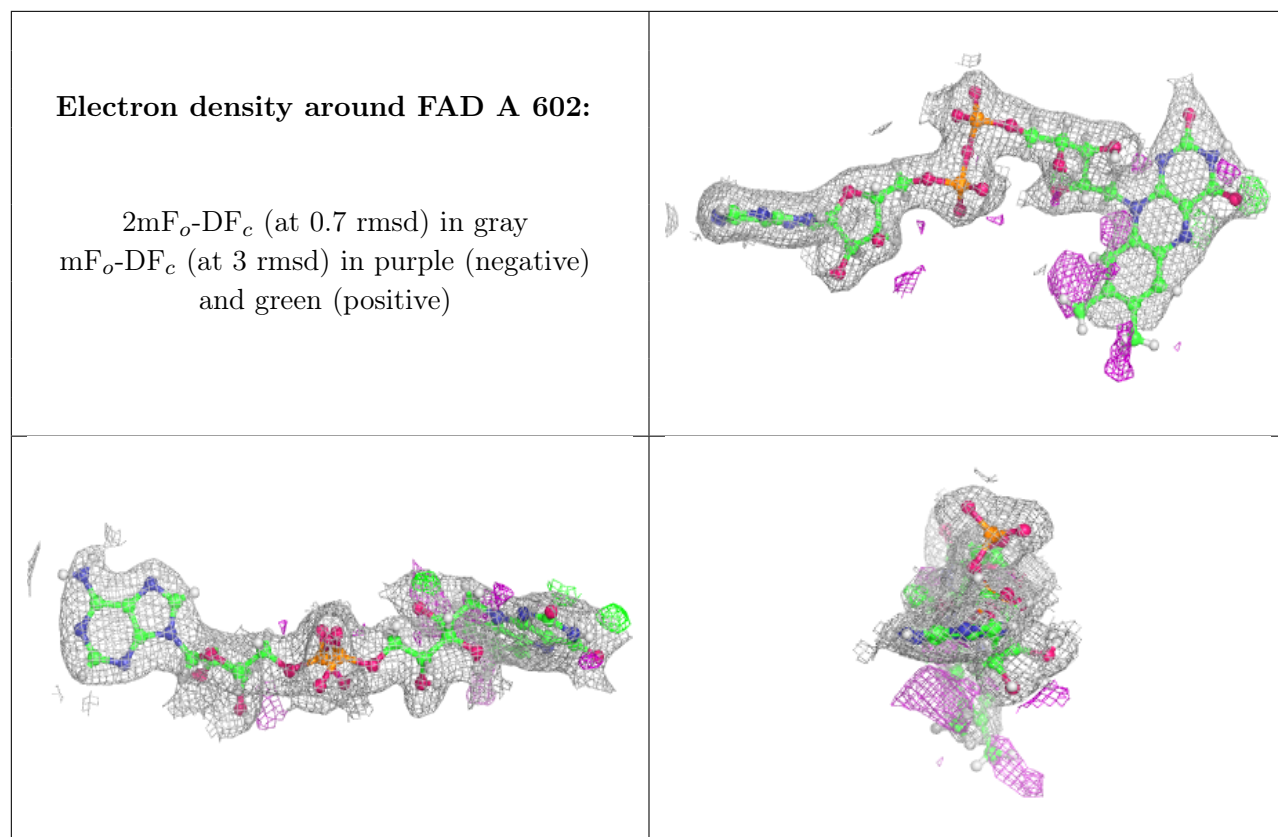 Electron density around FAD A 602:
2mFo-DFc (at 0.7 rmsd) in gray
mFo-DFc (at 3 rmsd) in purple (negative)
and green (positive)